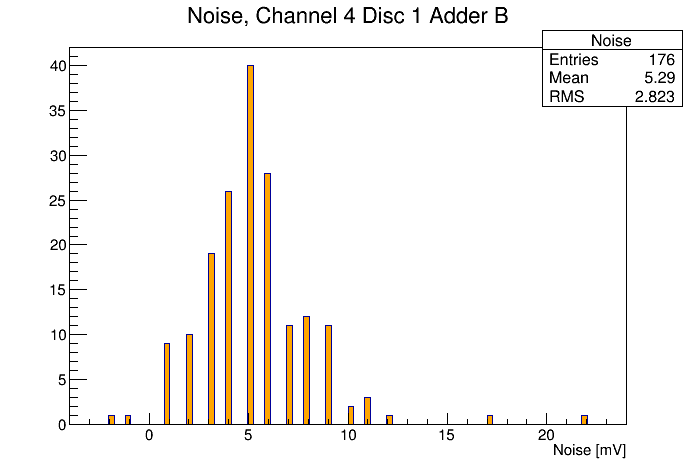 Noise, Channel 4 Disc 1 Adder B
Noise
Entries 176
Mean 5.29
RMS 2.823
40
35
30
25
20
15
10
5
0
0 5 10 15 20
Noise [mV]